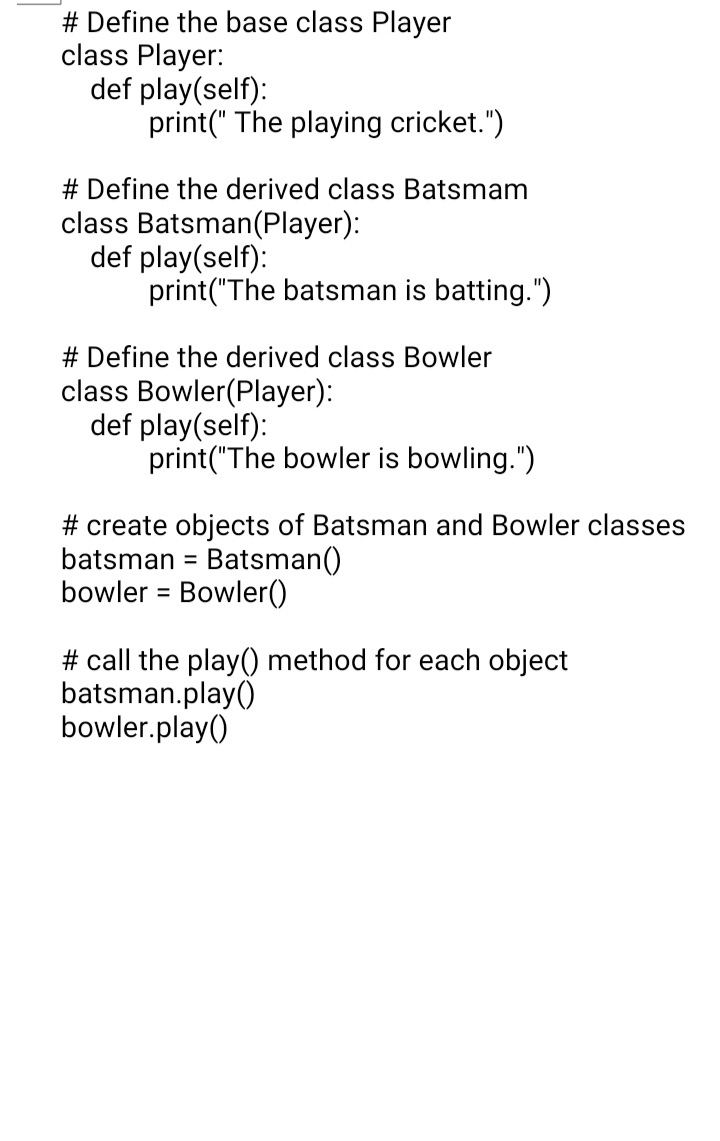 # Define the base class Player
class Player:
def play(self):
print(" The playing cricket.")
# Define the derived class Batsmam
class Batsman(Player):
def play(self):
print("The batsman is batting.")
# Define the derived class Bowler
class Bowler(Player):
def play(self):
print("The bowler is bowling.")
# create objects of Batsman and Bowler classes
batsman = Batsman()
bowler = Bowler()
# call the play() method for each object
batsman.play()
bowler.play()